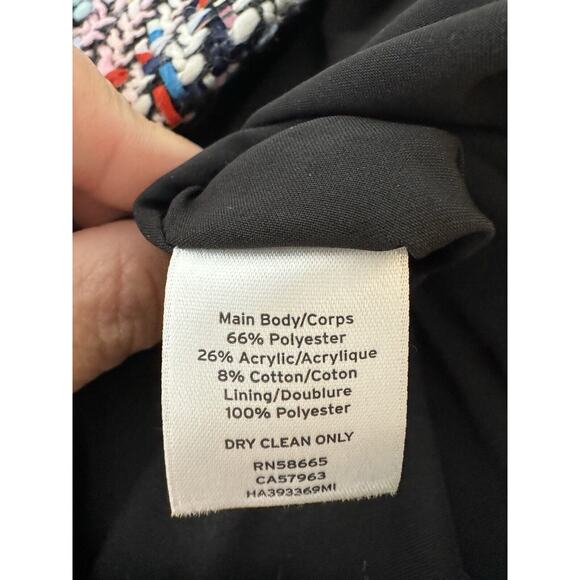 Main Body/Corps
66% Polyester
26% Acrylic/Acrylique
8% Cotton/Coton
Lining/Doublure
100% Polyester
DRY CLEAN ONLY
RN58665
CA57963
HA393369MI